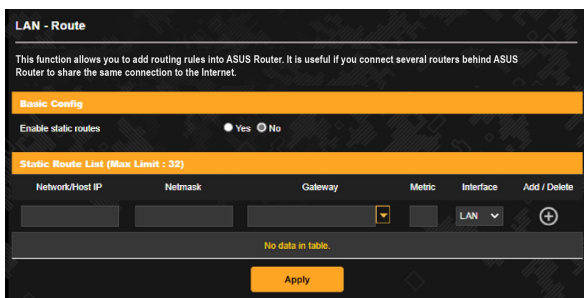 LAN - Route
This function allows you to add routing rules into ASUS Router. It is useful if you connect several routers behind ASUS
Router to share the same connection to the Internet.
Basic Config
Enable static routes Yes No
Static Route List (Max Limit : 32)
Network/Host IP Netmask Gateway Metric Interface Add / Delete
LAN
No data in table.
Apply